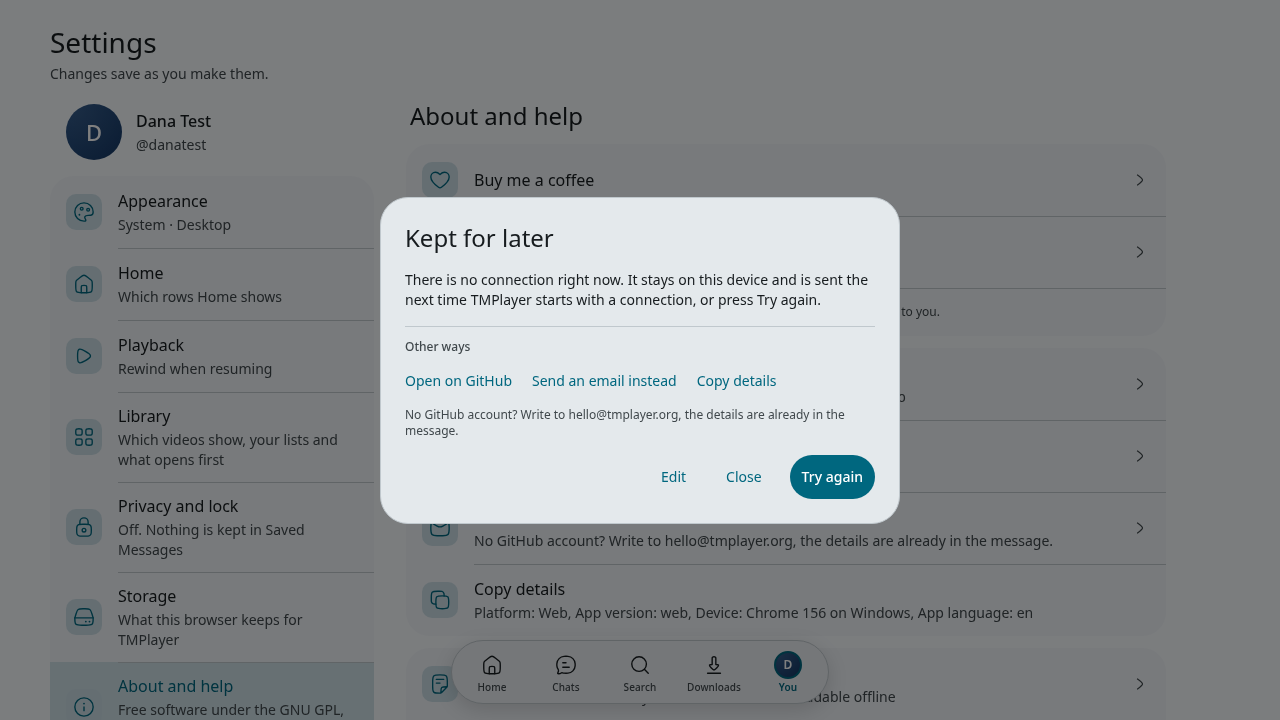 Settings
Changes save as you make them.
D
Dana Test
@danatest
Appearance
System · Desktop
Home
Which rows Home shows
Playback
Rewind when resuming
Library
Which videos show, your lists and
what opens first
Privacy and lock
Off. Nothing is kept in Saved
Messages
Storage
What this browser keeps for
TMPlayer
About and help
Free software under the GNU GPL,
About and help
Buy me a coffee
to you.
Kept for later
There is no connection right now. It stays on this device and is sent the
next time TMPlayer starts with a connection, or press Try again.
Other ways
Open on GitHub
Send an email instead
Copy details
No GitHub account? Write to hello@tmplayer.org, the details are already in the
message.
Edit
Close
Try again
No GitHub account? Write to hello@tmplayer.org, the details are already in the message.
Copy details
Platform: Web, App version: web, Device: Chrome 156 on Windows, App language: en
offline
Home
Chats
Search
Downloads
D
You